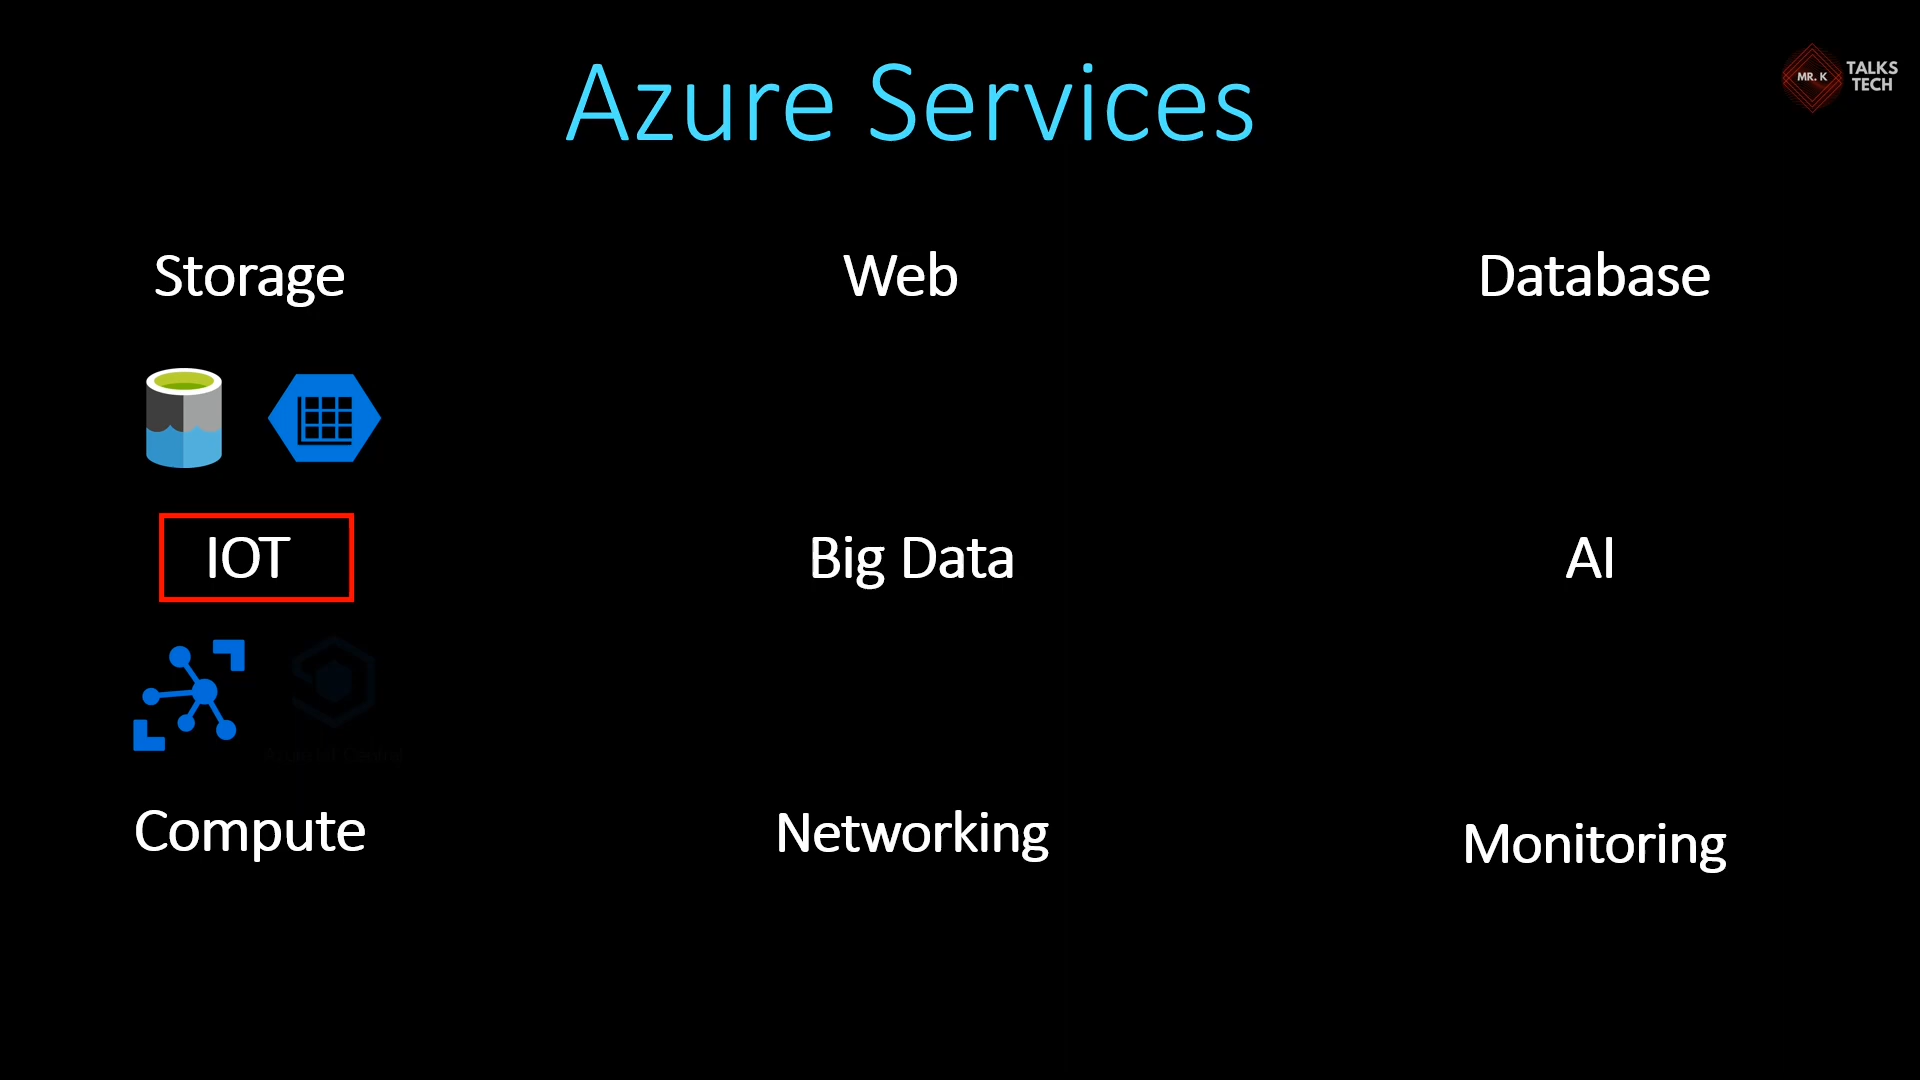 Azure Services
MR. K
TALKS
TECH
Storage
Web
Database
IOT
Big Data
AI
Compute
Networking
Monitoring